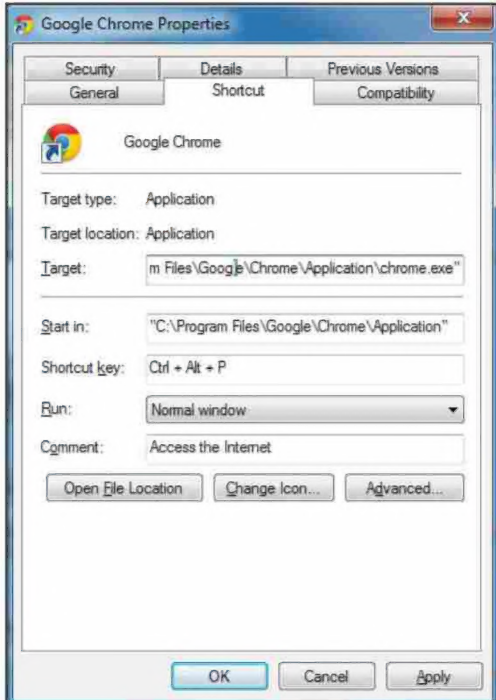 Google Chrome Properties
x
Security Details Previous Versions
General Shortcut Compatibility
Google Chrome
Target type: Application
Target location: Application
Target: m Files\Google\Chrome\Application\chrome.exe"
Start in: "C:\Program Files\Google\Chrome\Application"
Shortcut key: Ctrl + Alt + P
Run: Normal window
Comment: Access the Internet
Open File Location Change Icon... Advanced...
OK Cancel Apply